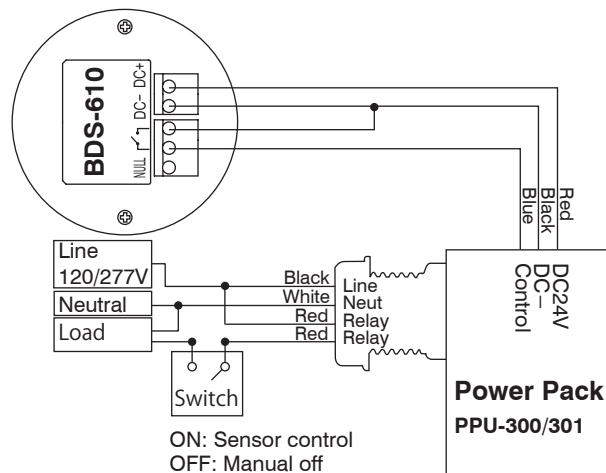 BDS-610
DC+
DC-
NULL
Red
Black
Blue
DC24V
DC-
Control
Line
120/277V
Neutral
Load
Black
White
Red
Red
Line
Neut
Relay
Relay
Switch
ON: Sensor control
OFF: Manual off
Power Pack
PPU-300/301